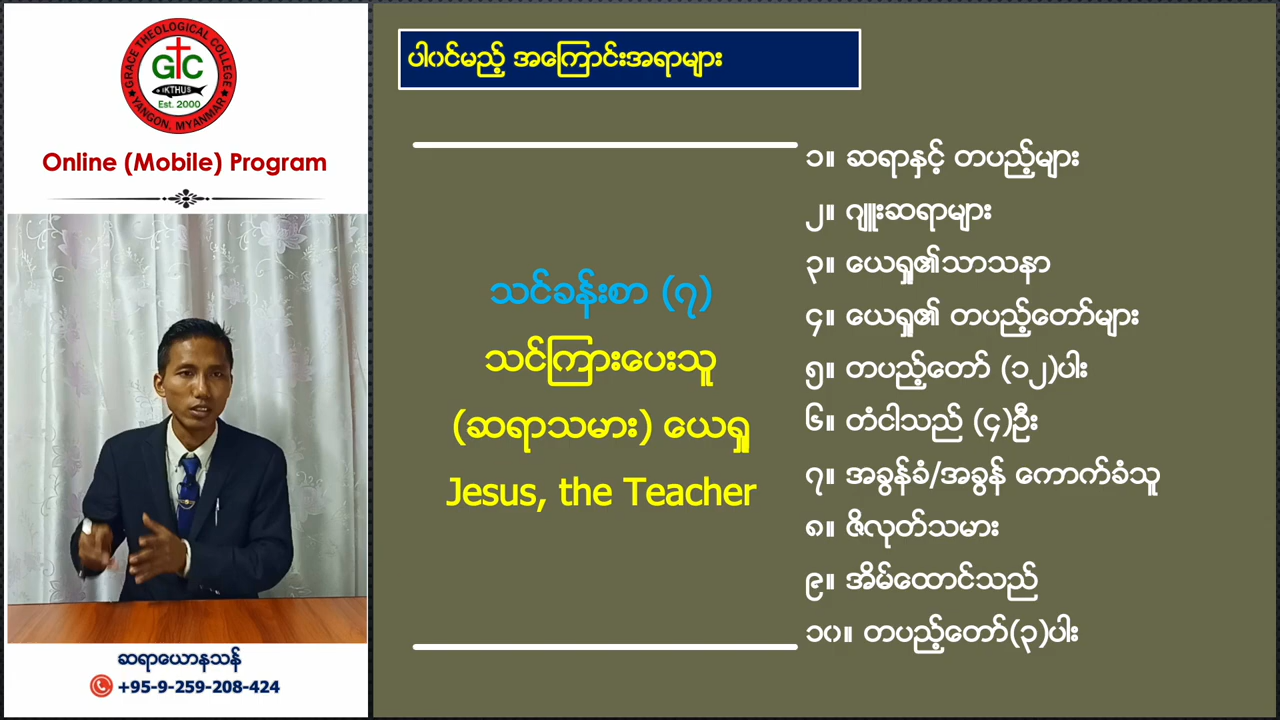 GRACE THEOLOGICAL COLLEGE
GTC
IKTHUS
Est. 2000
YANGON, MYANMAR
Online (Mobile) Program
ဆရာယောနသန်
+95-9-259-208-424
ပါဝင်မည့် အကြောင်းအရာများ
သင်ခန်းစာ (၇)
သင်ကြားပေးသူ
(ဆရာသမား) ယေရှု
Jesus, the Teacher
၁။ ဆရာနှင့် တပည့်များ
၂။ ဂျူးဆရာများ
၃။ ယေရှု၏သာသနာ
၄။ ယေရှု၏ တပည့်တော်များ
၅။ တပည့်တော် (၁၂)ပါး
၆။ တံငါသည် (၄)ဦး
၇။ အခွန်ခံ/အခွန် ကောက်ခံသူ
၈။ ဇိလုတ်သမား
၉။ အိမ်ထောင်သည်
၁၀။ တပည့်တော်(၃)ပါး